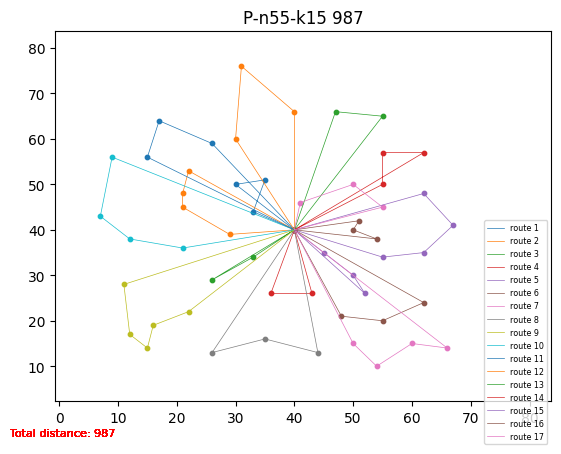 P-n55-k15 987
80
70
60
50
40
30
20
10
0
10
20
30
40
50
60
70
80
route 1
route 2
route 3
route 4
route 5
route 6
route 7
route 8
route 9
route 10
route 11
route 12
route 13
route 14
route 15
route 16
route 17
Total distance: 987